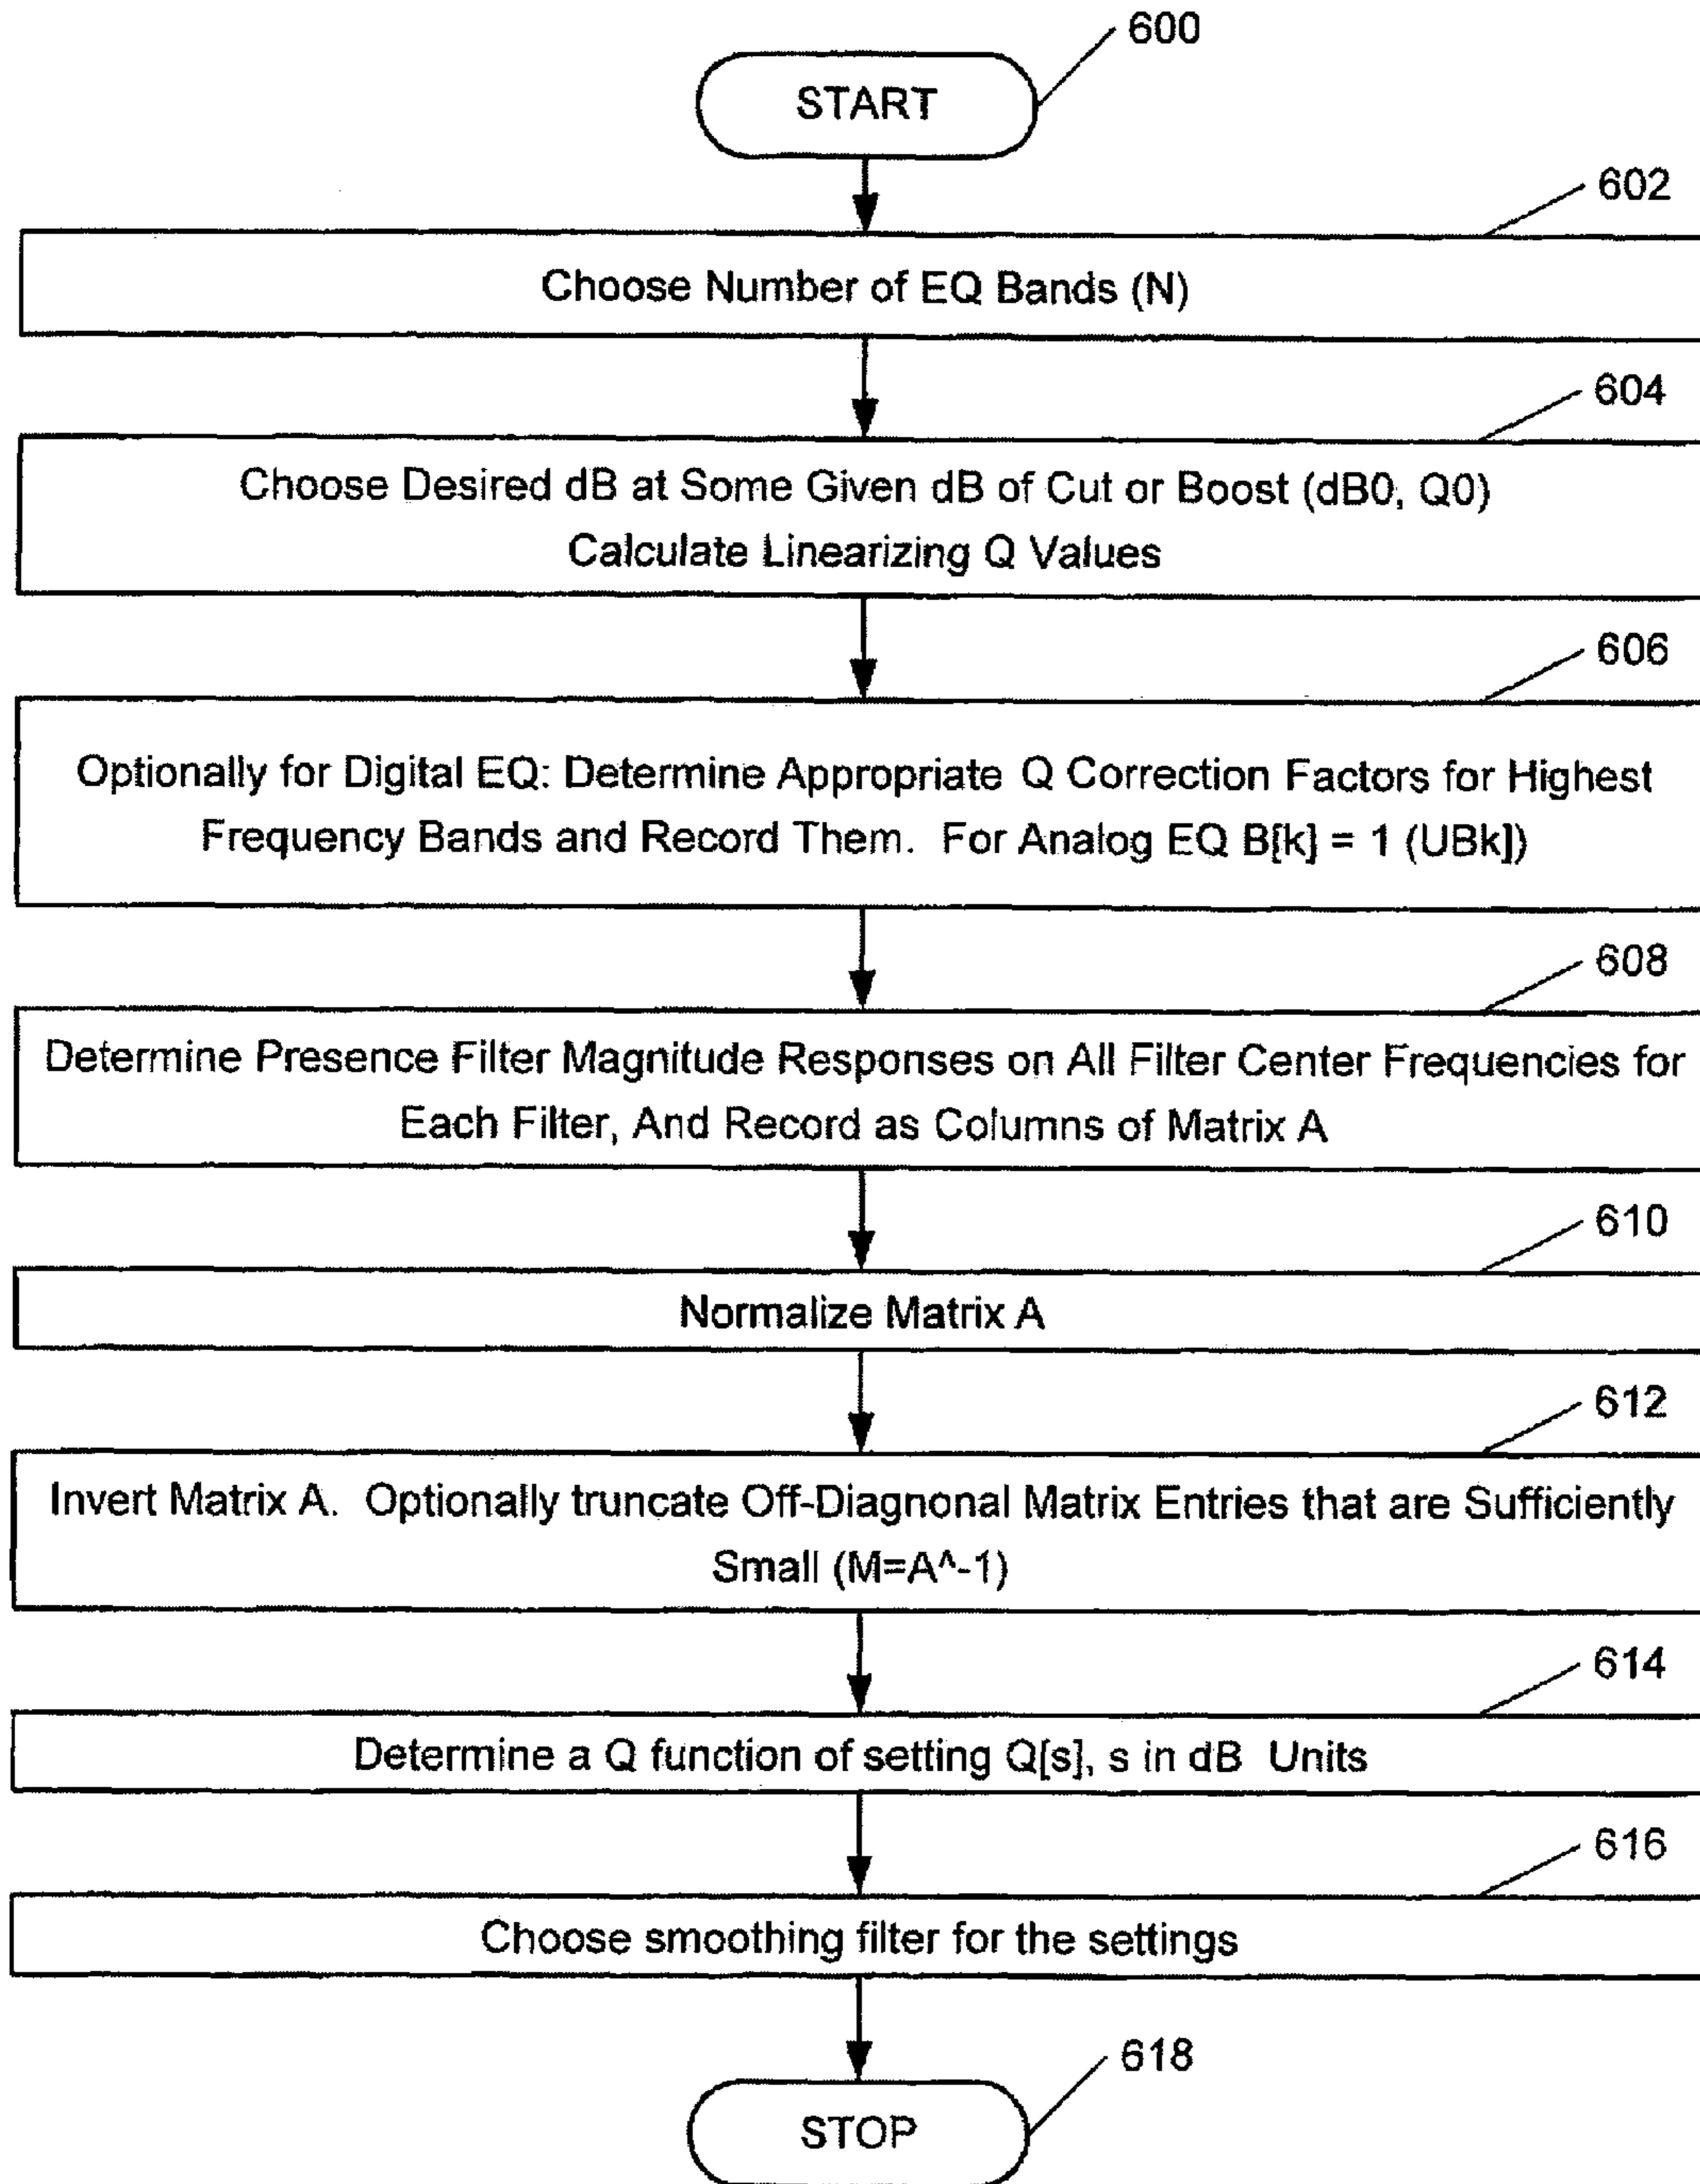 600
START
602
Choose Number of EQ Bands (N)
604
Choose Desired dB at Some Given dB of Cut or Boost (dB0, Q0)
Calculate Linearizing Q Values
606
Optionally for Digital EQ: Determine Appropriate Q Correction Factors for Highest
Frequency Bands and Record Them. For Analog EQ B[k] = 1 (UBk])
608
Determine Presence Filter Magnitude Responses on All Filter Center Frequencies for
Each Filter, And Record as Columns of Matrix A
610
Normalize Matrix A
612
Invert Matrix A. Optionally truncate Off-Diagnonal Matrix Entries that are Sufficiently
Small (M=A^-1)
614
Determine a Q function of setting Q[s], s in dB Units
616
Choose smoothing filter for the settings
618
STOP